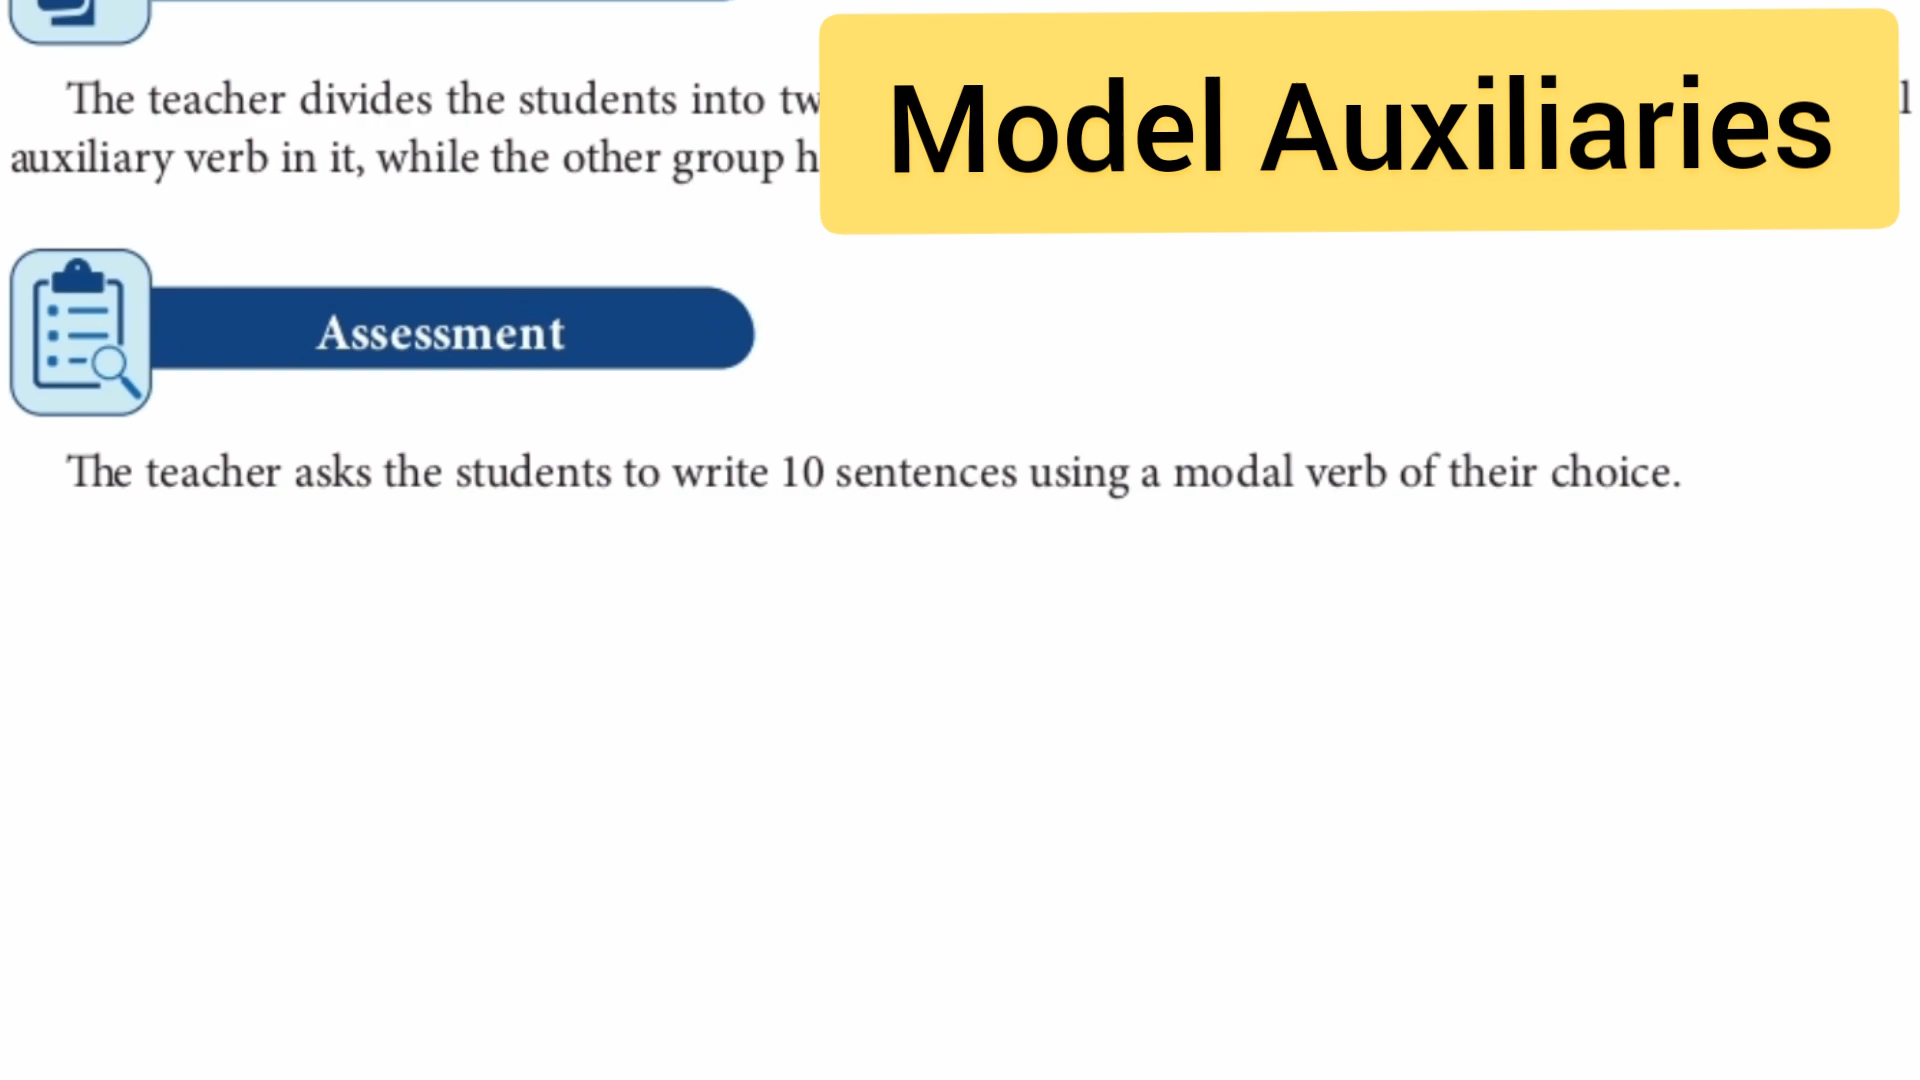 The teacher divides the students into
Model Auxiliaries
auxiliary verb in it, while the other group
Assessment
The teacher asks the students to write 10 sentences using a modal verb of their choice.